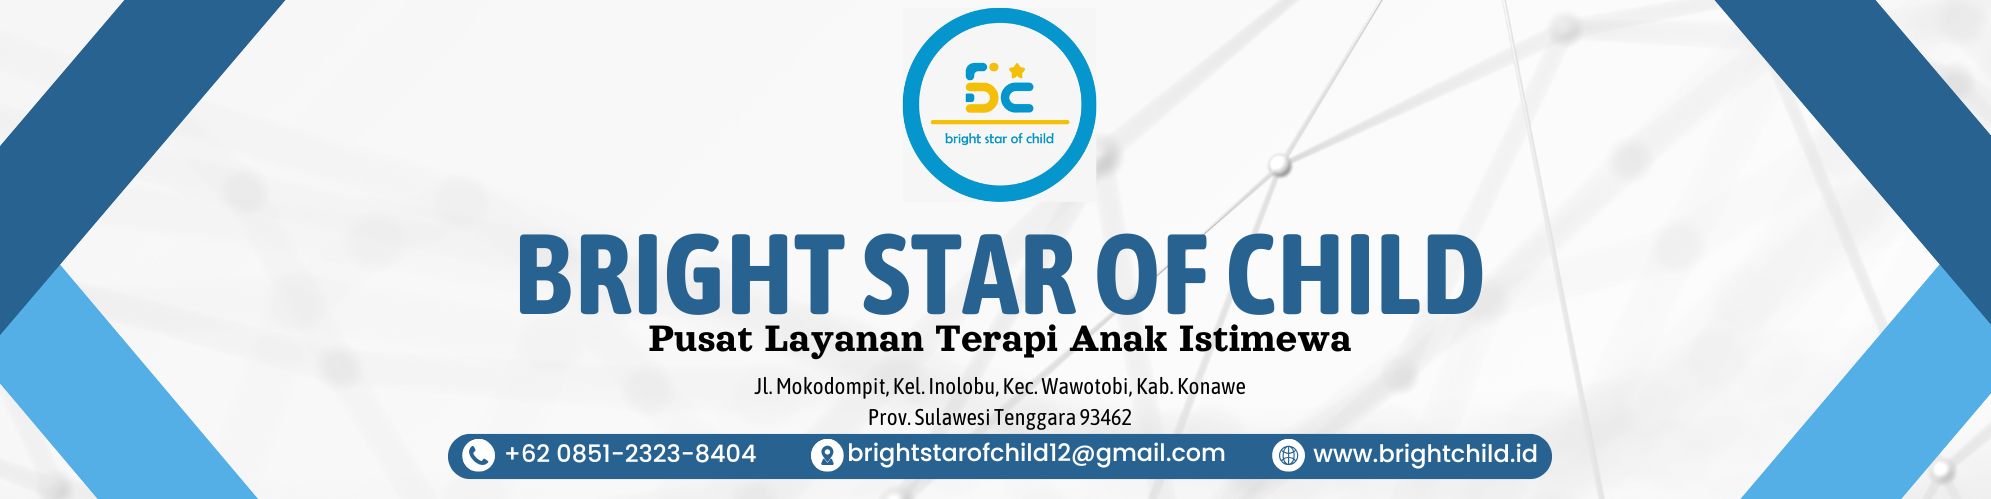 bc
bright star of child
BRIGHT STAR OF CHILD
Pusat Layanan Terapi Anak Istimewa
Jl. Mokodompit, Kel. Inolobu, Kec. Wawotobi, Kab. Konawe
Prov. Sulawesi Tenggara 93462
+62 0851-2323-8404 brightstarofchild12@gmail.com www.brightchild.id